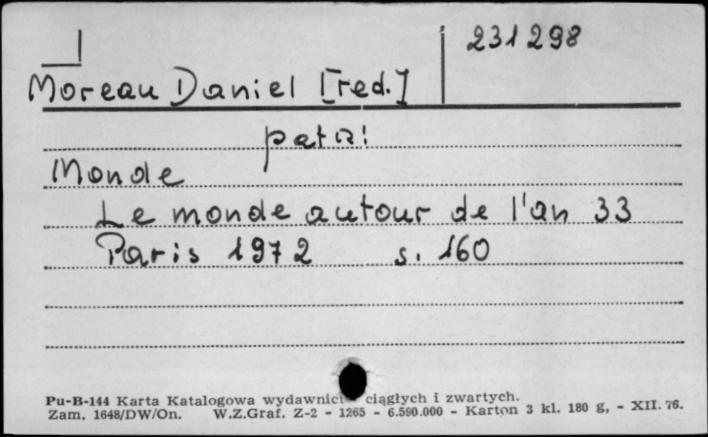 231298
Moreau Daniel [red.]
patrz:
Monde
Le monde autour de l'an 33
Paris 1972 s. 160
Pu-B-144 Karta Katalogowa wydawnict ciągłych i zwartych.
Zam. 1648/DW/On. W.Z.Graf. Z-2 - 1265 - 6.590.000 - Karton 3 kl. 180 g, - XII. 76.